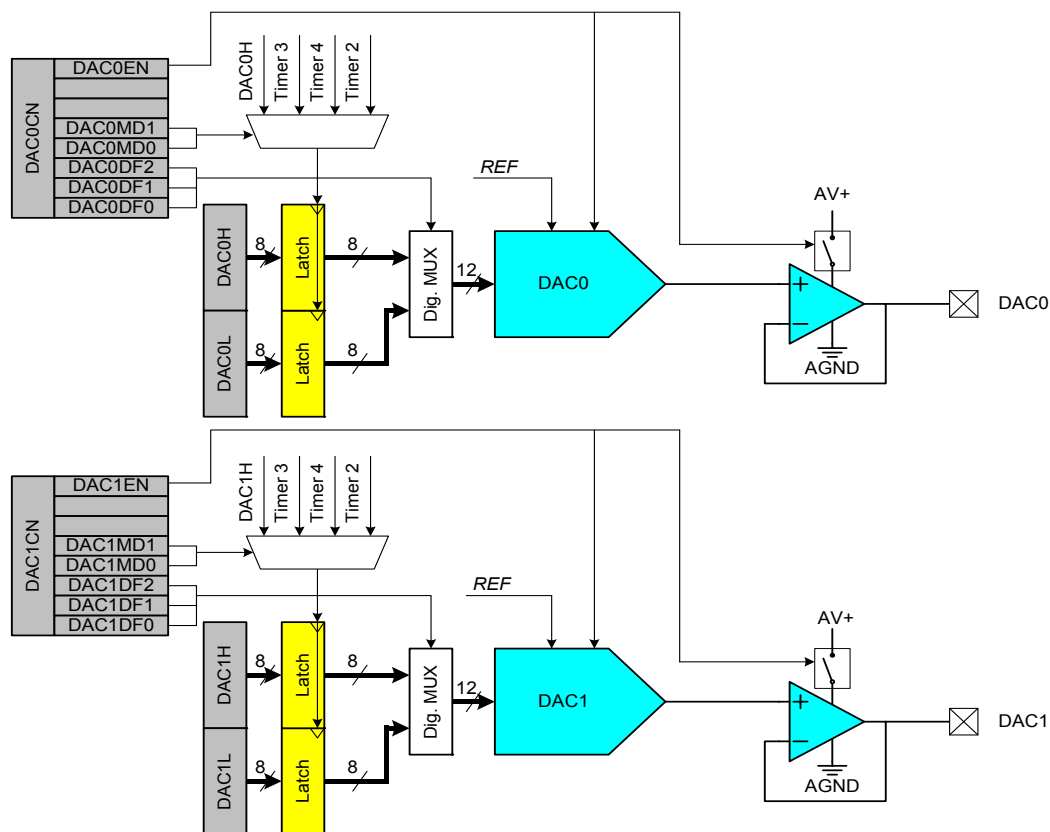 DAC0CN
DAC0EN
DAC0MD1
DAC0MD0
DAC0DF2
DAC0DF1
DAC0DF0
DAC0H
Timer 3
Timer 4
Timer 2
REF
AV+
DAC0H
8
Latch
8
Dig. MUX
12
DAC0
+
−
DAC0
DAC0L
8
Latch
8
AGND
DAC1CN
DAC1EN
DAC1MD1
DAC1MD0
DAC1DF2
DAC1DF1
DAC1DF0
DAC1H
Timer 3
Timer 4
Timer 2
REF
AV+
DAC1H
8
Latch
8
Dig. MUX
12
DAC1
+
−
DAC1
DAC1L
8
Latch
8
AGND